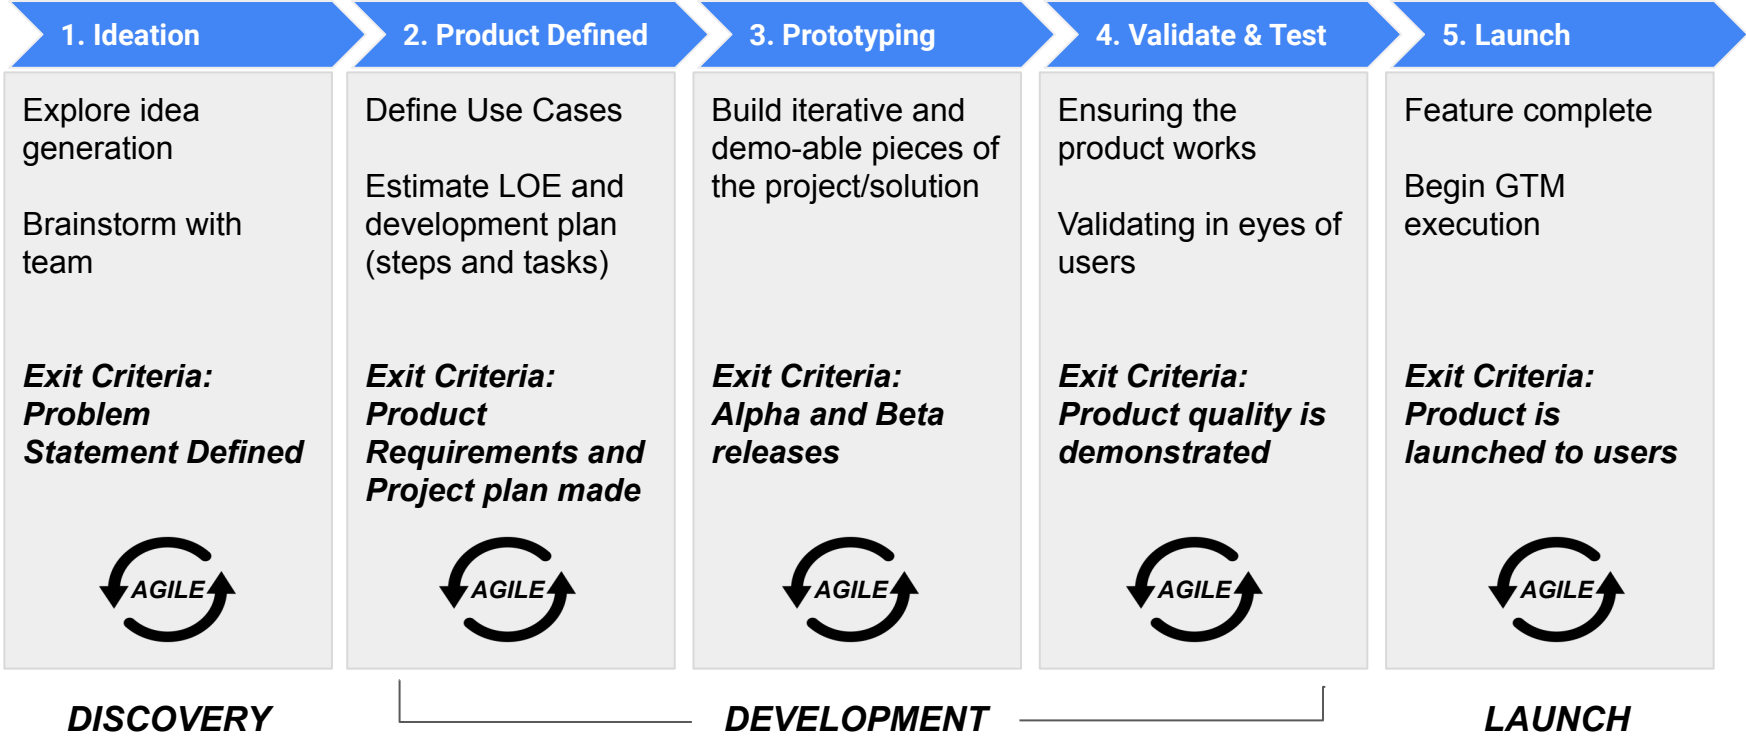 1. Ideation
Explore idea
generation
Brainstorm with
team
Exit Criteria:
Problem
Statement Defined
AGILE
2. Product Defined
Define Use Cases
Estimate LOE and
development plan
(steps and tasks)
Exit Criteria:
Product
Requirements and
Project plan made
AGILE
3. Prototyping
Build iterative and
demo-able pieces of
the project/solution
Exit Criteria:
Alpha and Beta
releases
AGILE
4. Validate & Test
Ensuring the
product works
Validating in eyes of
users
Exit Criteria:
Product quality is
demonstrated
AGILE
5. Launch
Feature complete
Begin GTM
execution
Exit Criteria:
Product is
launched to users
AGILE
DISCOVERY
DEVELOPMENT
LAUNCH